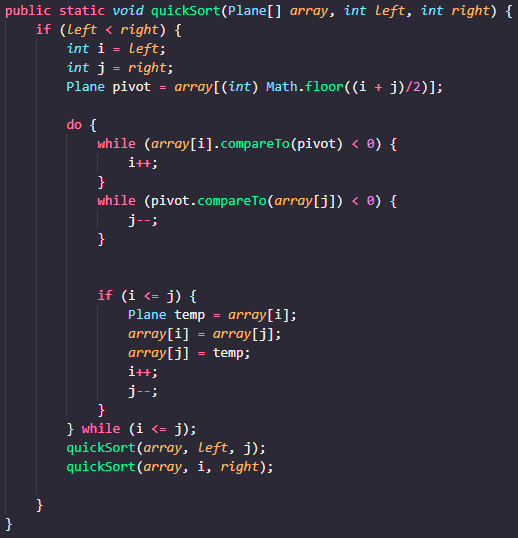 public static void quickSort(Plane[] array, int left, int right) {
    if (left < right) {
        int i = left;
        int j = right;
        Plane pivot = array[(int) Math.floor((i + j)/2)];

        do {
            while (array[i].compareTo(pivot) < 0) {
                i++;
            }
            while (pivot.compareTo(array[j]) < 0) {
                j--;
            }


            if (i <= j) {
                Plane temp = array[i];
                array[i] = array[j];
                array[j] = temp;
                i++;
                j--;
            }
        } while (i <= j);
        quickSort(array, left, j);
        quickSort(array, i, right);

    }
}